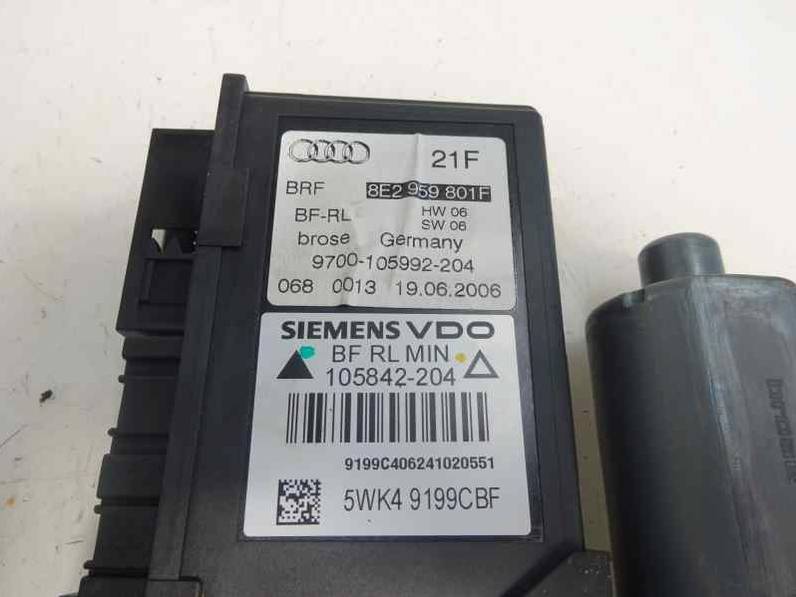 21F
BRF 8E2 959 801F
BF-RL HW 06
SW 06
brose Germany
9700-105992-204
068 0013 19.06.2006
SIEMENS VDO
BF RL MIN
105842-204
9199C406241020551
5WK4 9199CBF